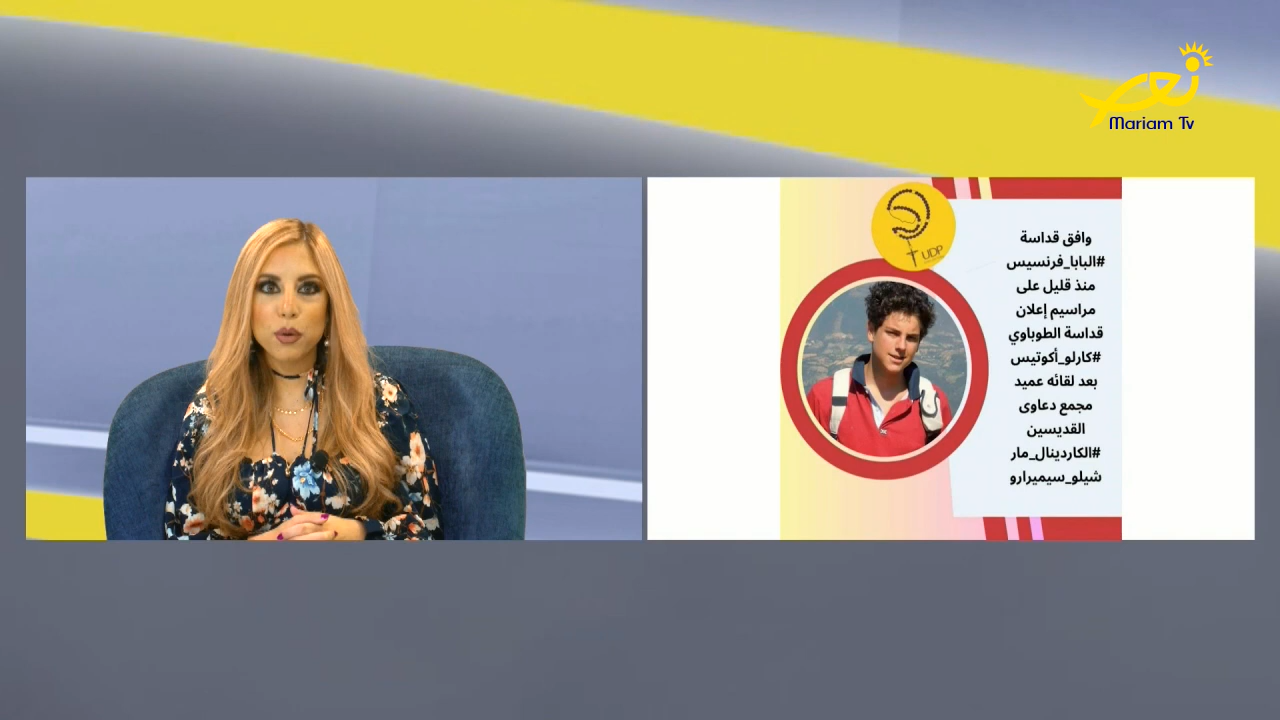 Mariam Tv
UDP
وافق قداسة
#البابا_فرنسيس
منذ قليل على
مراسيم إعلان
قداسة الطوباوي
#كارلو_أكوتيس
بعد لقائه عميد
مجمع دعاوى
القديسين
#الكاردينال_مار
شيلو_سيميرارو